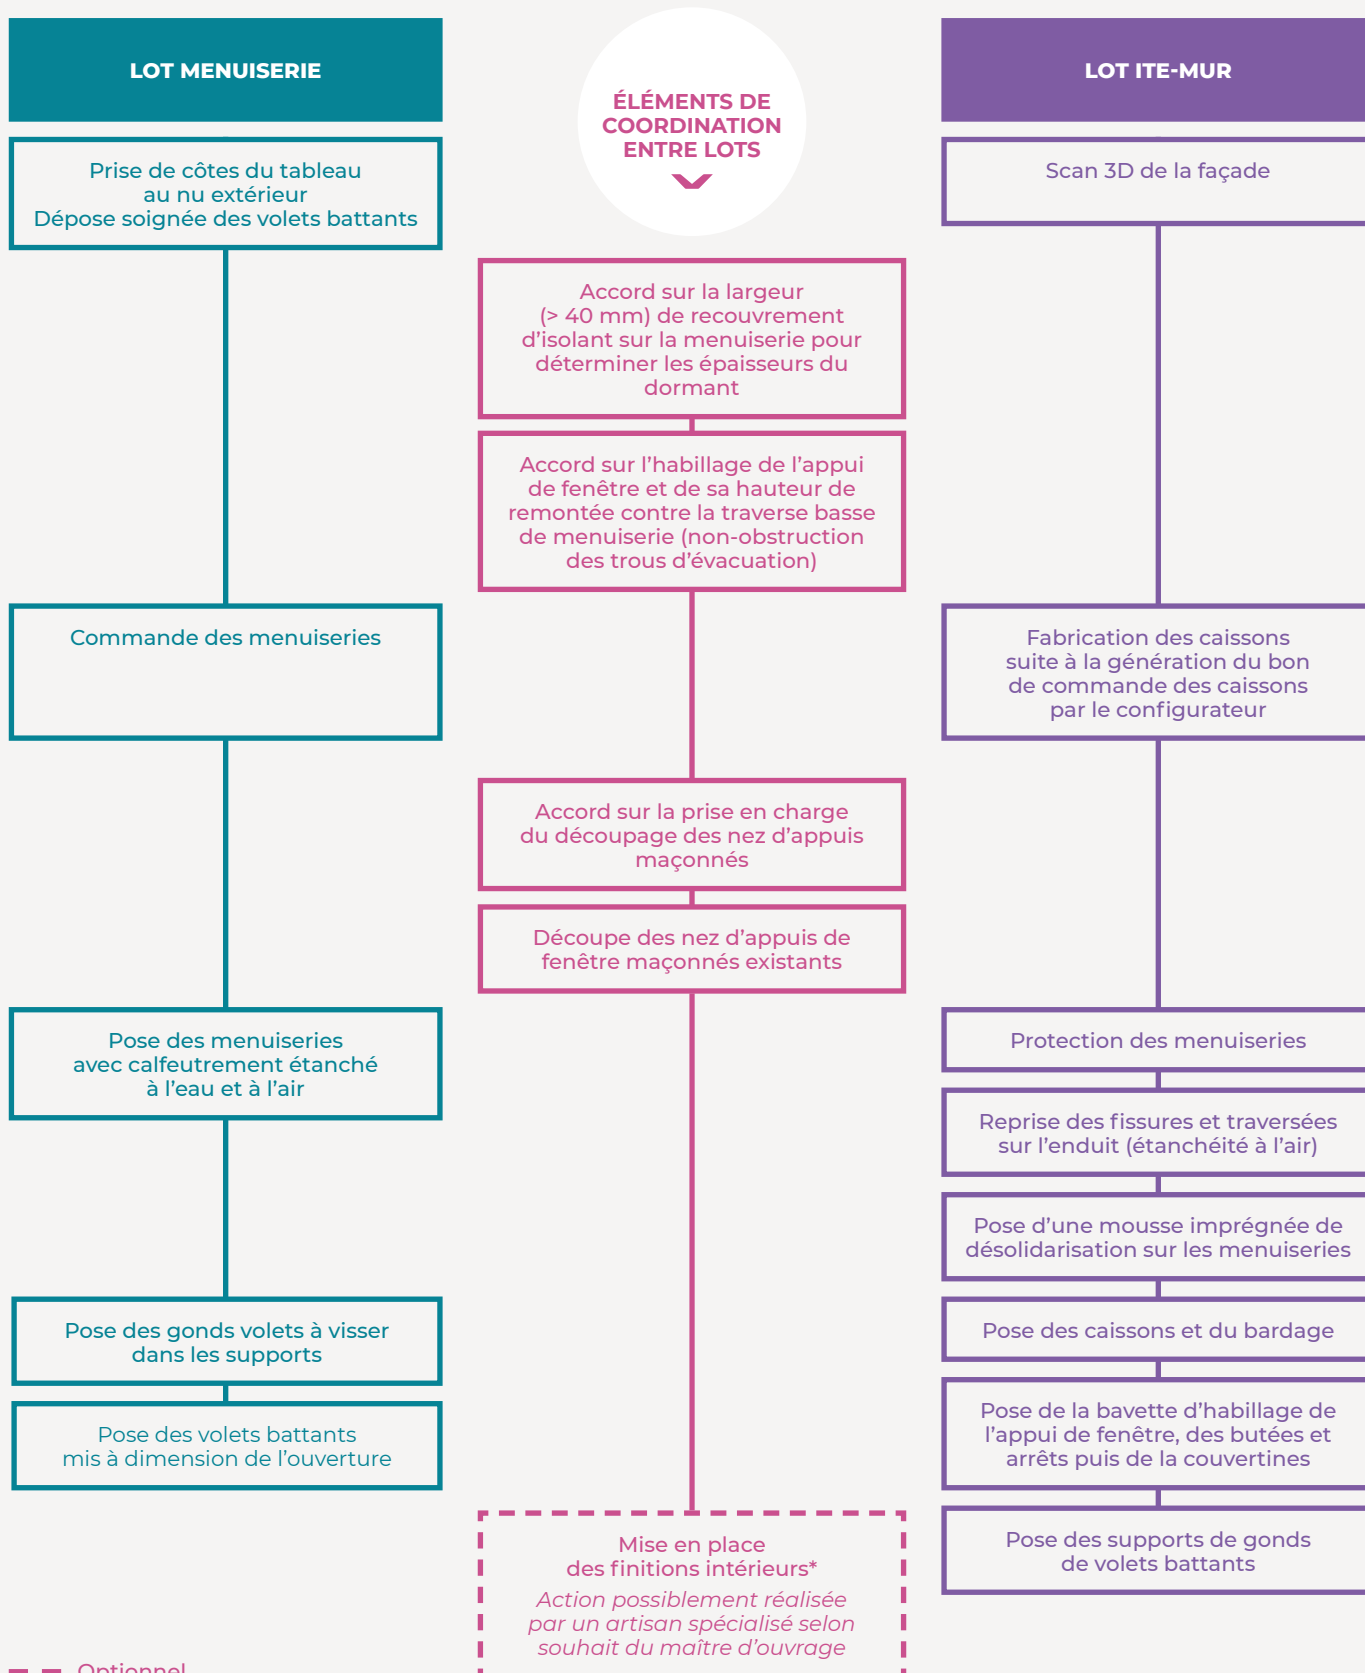 LOT MENUISERIE
Prise de côtes du tableau
au nu extérieur
Dépose soignée des volets battants
Commande des menuiseries
Pose des menuiseries
avec calfeutrement étanché
à l'eau et à l'air
Pose des gonds volets à visser
dans les supports
Pose des volets battants
mis à dimension de l'ouverture
ÉLÉMENTS DE
COORDINATION
ENTRE LOTS
Accord sur la largeur
(> 40 mm) de recouvrement
d'isolant sur la menuiserie pour
déterminer les épaisseurs du
dormant
Accord sur l'habillage de l'appui
de fenêtre et de sa hauteur de
remontée contre la traverse basse
de menuiserie (non-obstruction
des trous d'évacuation)
Accord sur la prise en charge
du découpage des nez d'appuis
maçonnés
Découpe des nez d'appuis de
fenêtre maçonnés existants
Mise en place
des finitions intérieurs*
Action possiblement réalisée
par un artisan spécialisé selon
souhait du maître d'ouvrage
LOT ITE-MUR
Scan 3D de la façade
Fabrication des caissons
suite à la génération du bon
de commande des caissons
par le configurateur
Protection des menuiseries
Reprise des fissures et traversées
sur l'enduit (étanchéité à l'air)
Pose d'une mousse imprégnée de
désolidarisation sur les menuiseries
Pose des caissons et du bardage
Pose de la bavette d'habillage de
l'appui de fenêtre, des butées et
arrêts puis de la couvertines
Pose des supports de gonds
de volets battants
Optionnel